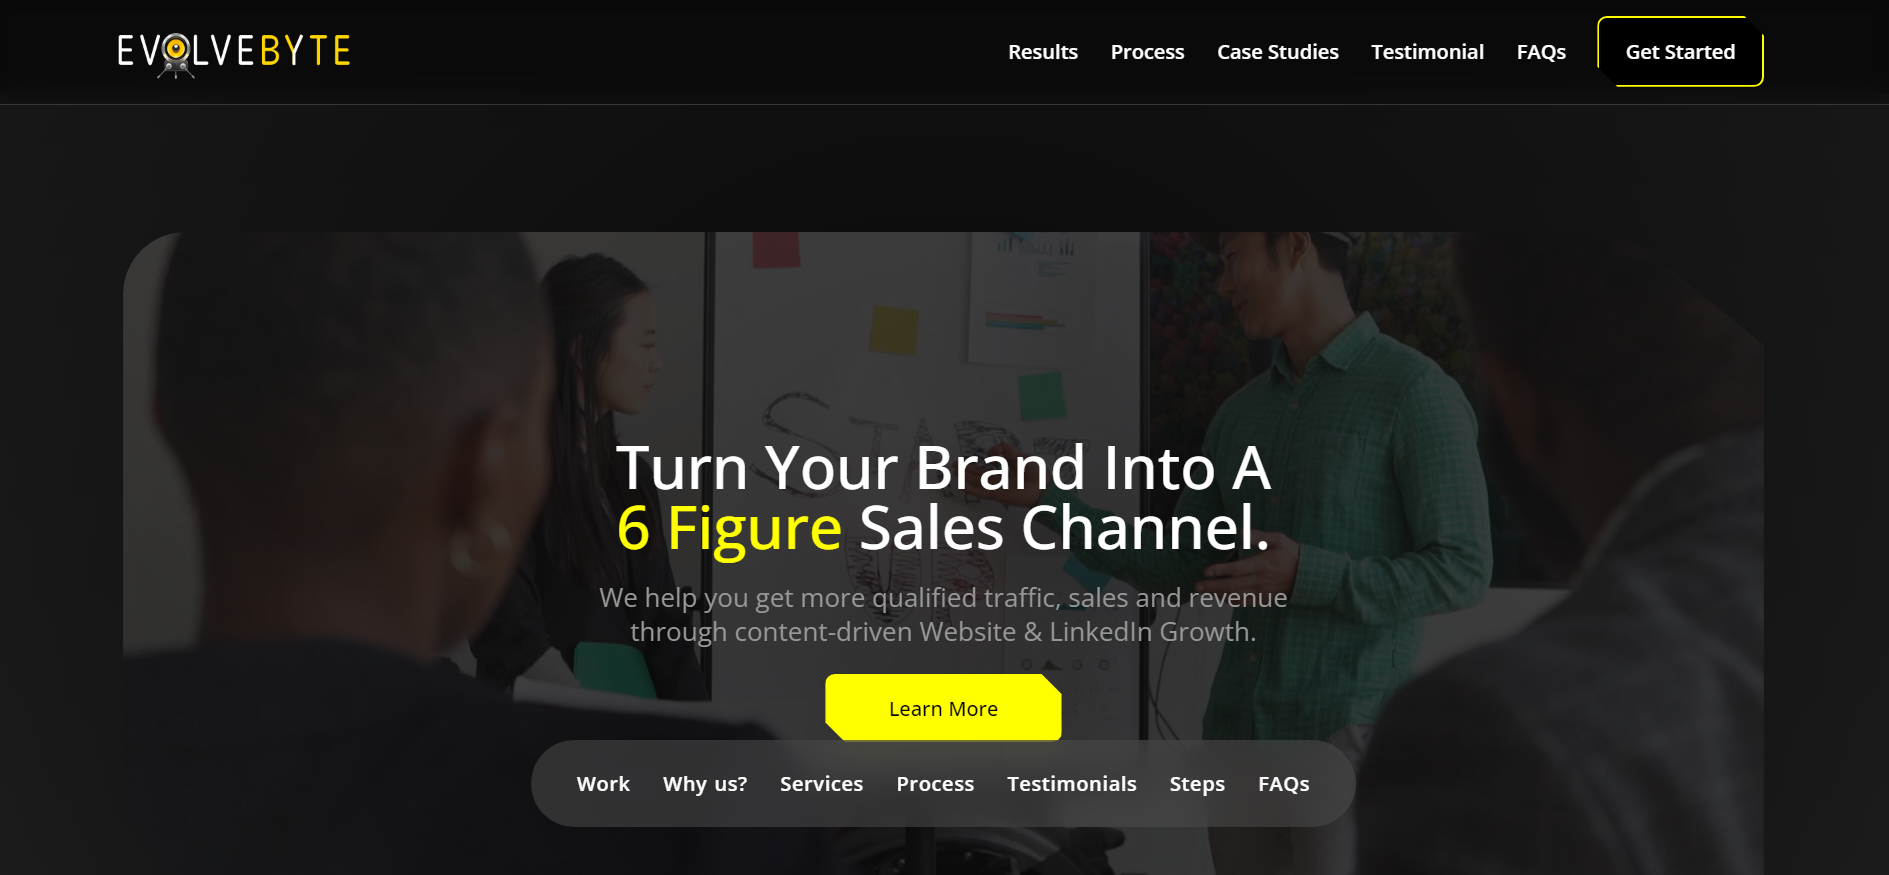 EVOLVEBYTE
Results Process Case Studies Testimonial FAQs Get Started
START
Turn Your Brand Into A
6 Figure Sales Channel.
We help you get more qualified traffic, sales and revenue
through content-driven Website & LinkedIn Growth.
Learn More
Work Why us? Services Process Testimonials Steps FAQs